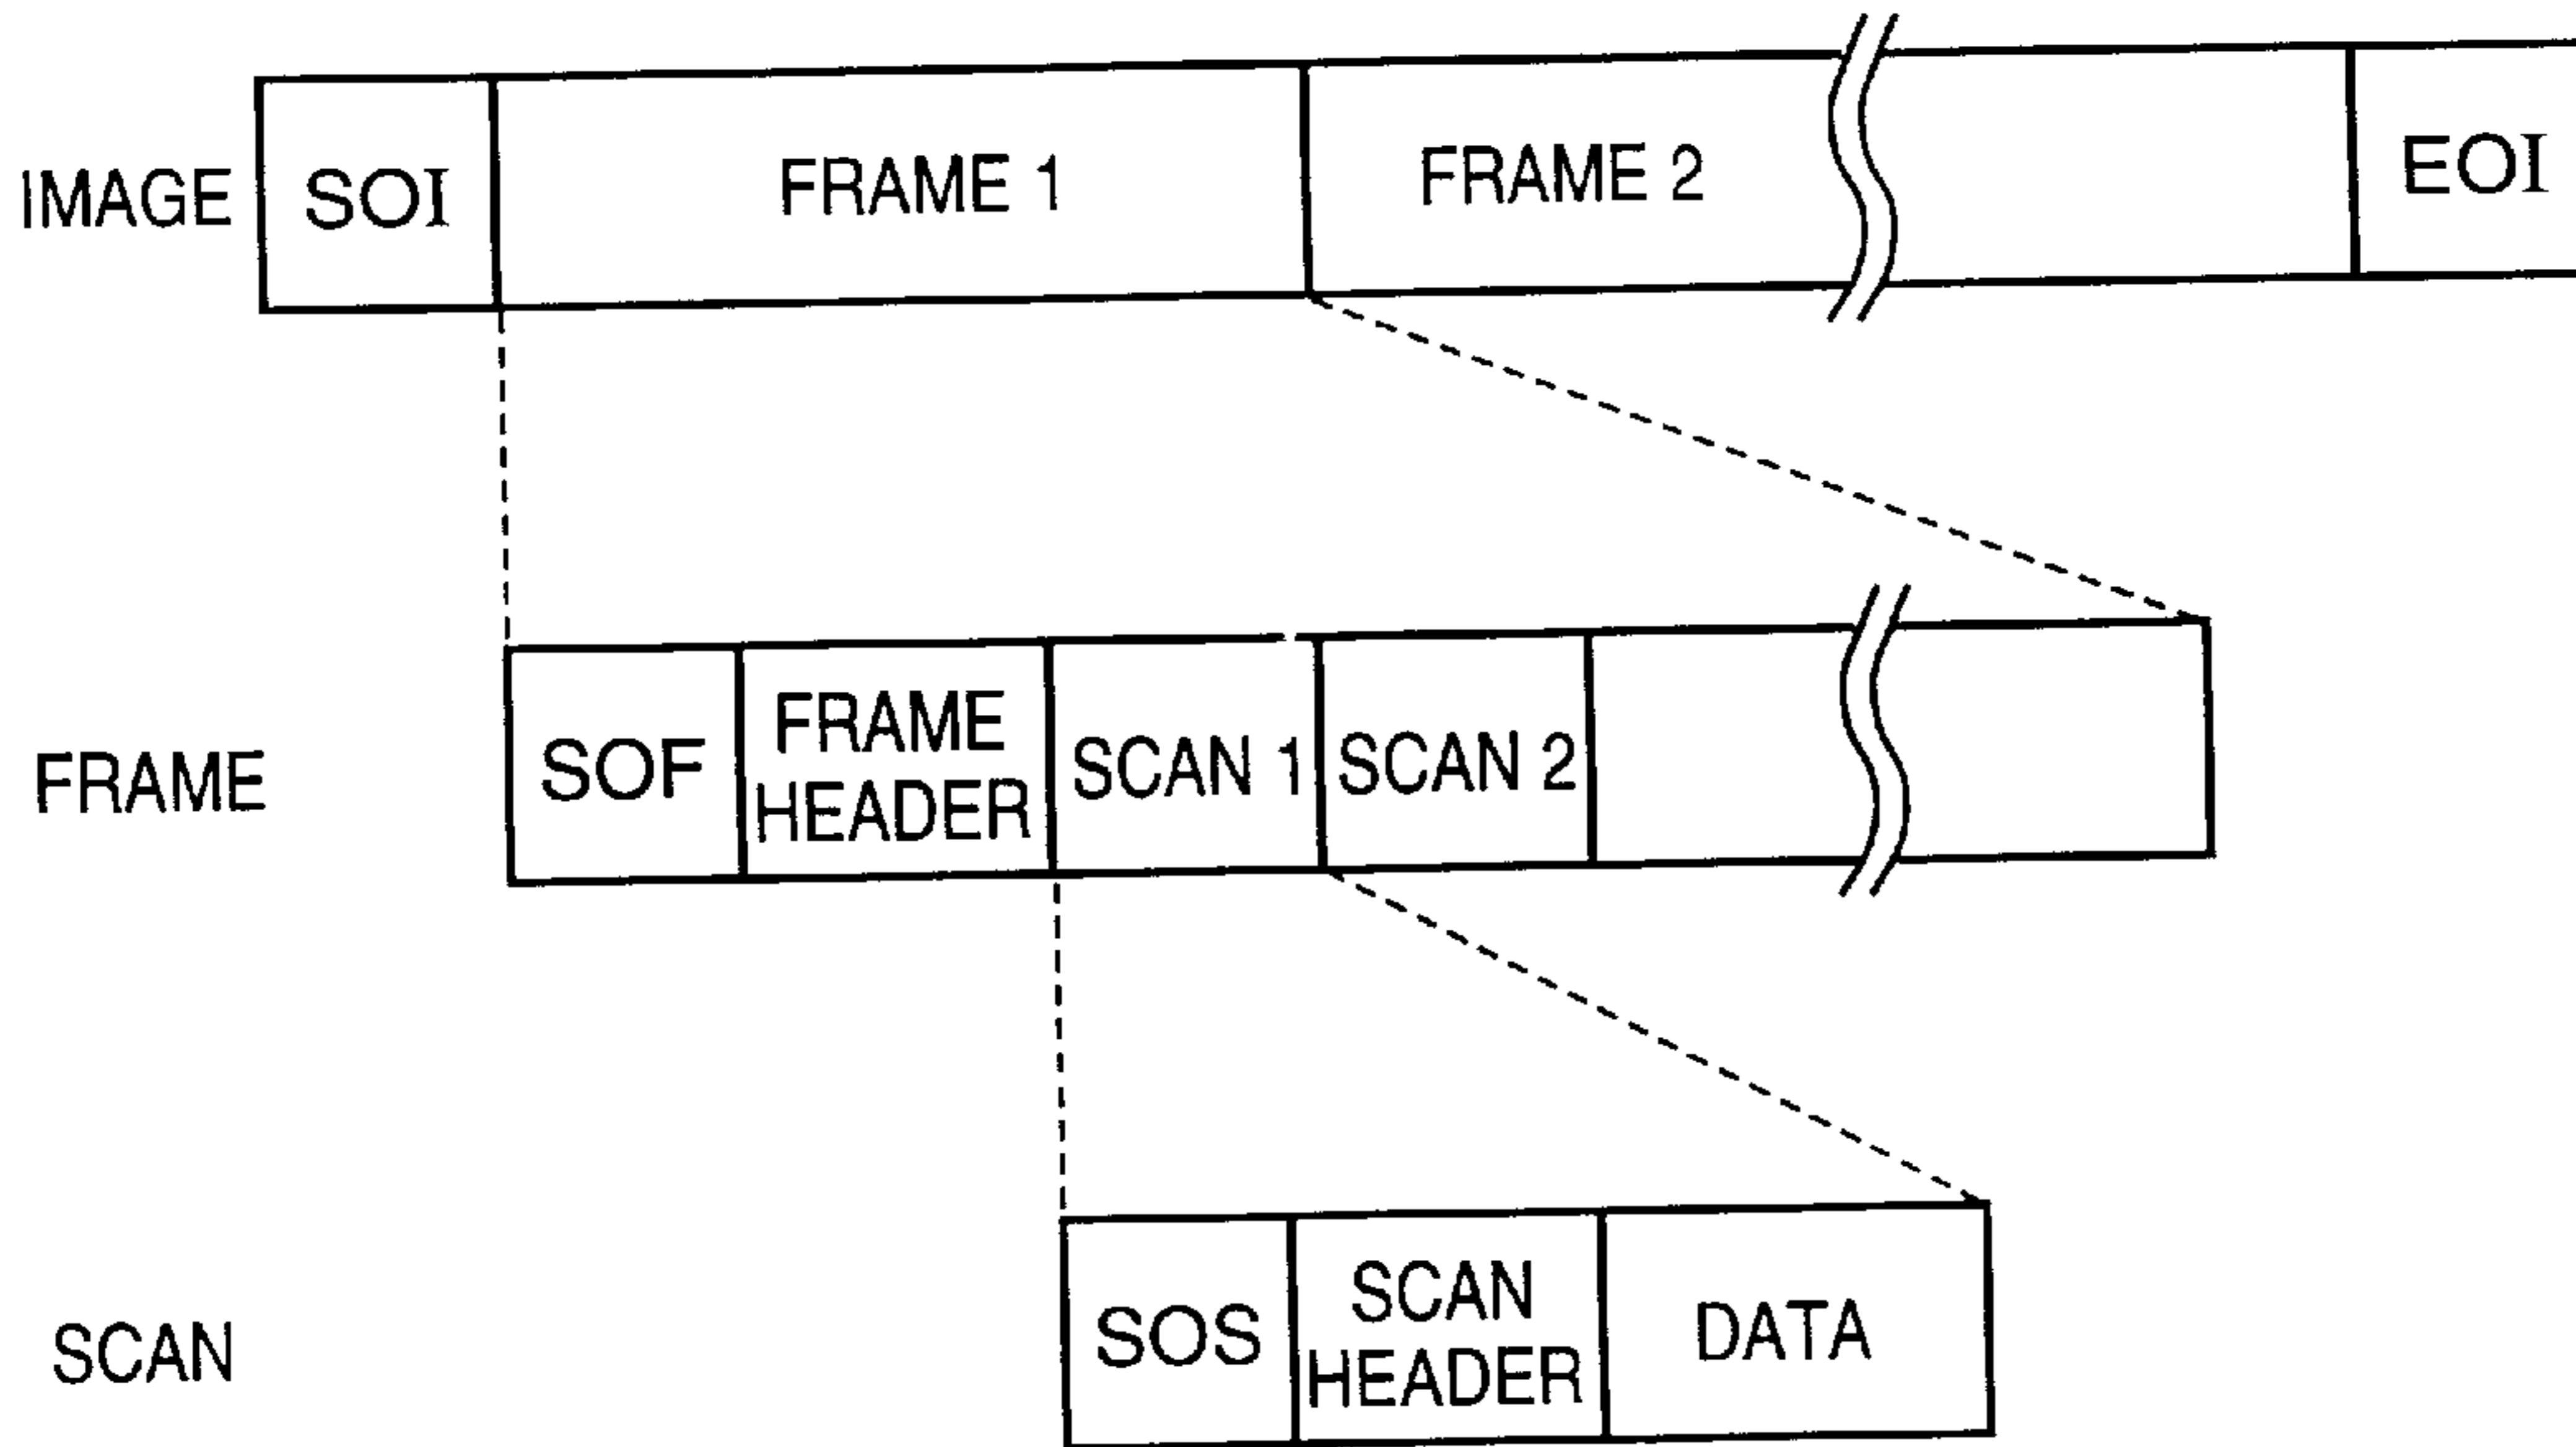 IMAGE SOI FRAME 1 FRAME 2 EOI
FRAME SOF FRAME HEADER SCAN 1 SCAN 2
SCAN SOS SCAN HEADER DATA